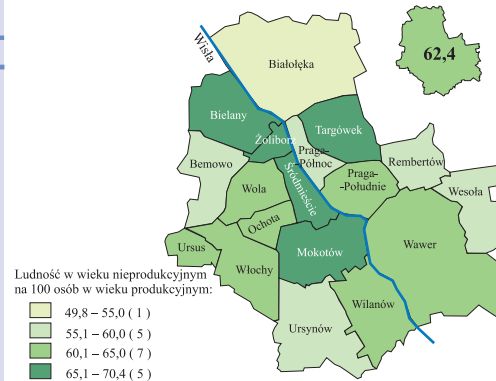 Wisła
Białołęka
62,4
Bielany
Żoliborz
Targówek
Praga-
Północ
Bemowo
Rembertów
Śródmieście
Praga-
-Południe
Wesoła
Wola
Ochota
Ursus
Włochy
Mokotów
Wawer
Wilanów
Ursynów
Ludność w wieku nieprodukcyjnym
na 100 osób w wieku produkcyjnym:
49,8 – 55,0 ( 1 )
55,1 – 60,0 ( 5 )
60,1 – 65,0 ( 7 )
65,1 – 70,4 ( 5 )